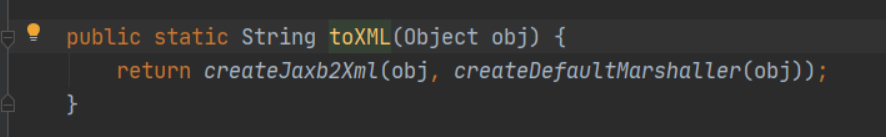 public static String toXML(Object obj) {
return createJaxb2Xml(obj, createDefaultMarshaller(obj));
}